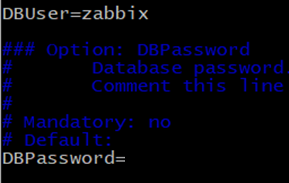 DBUser=zabbix
### Option: DBPassword
# Database password.
# Comment this line
#
# Mandatory: no
# Default:
DBPassword=